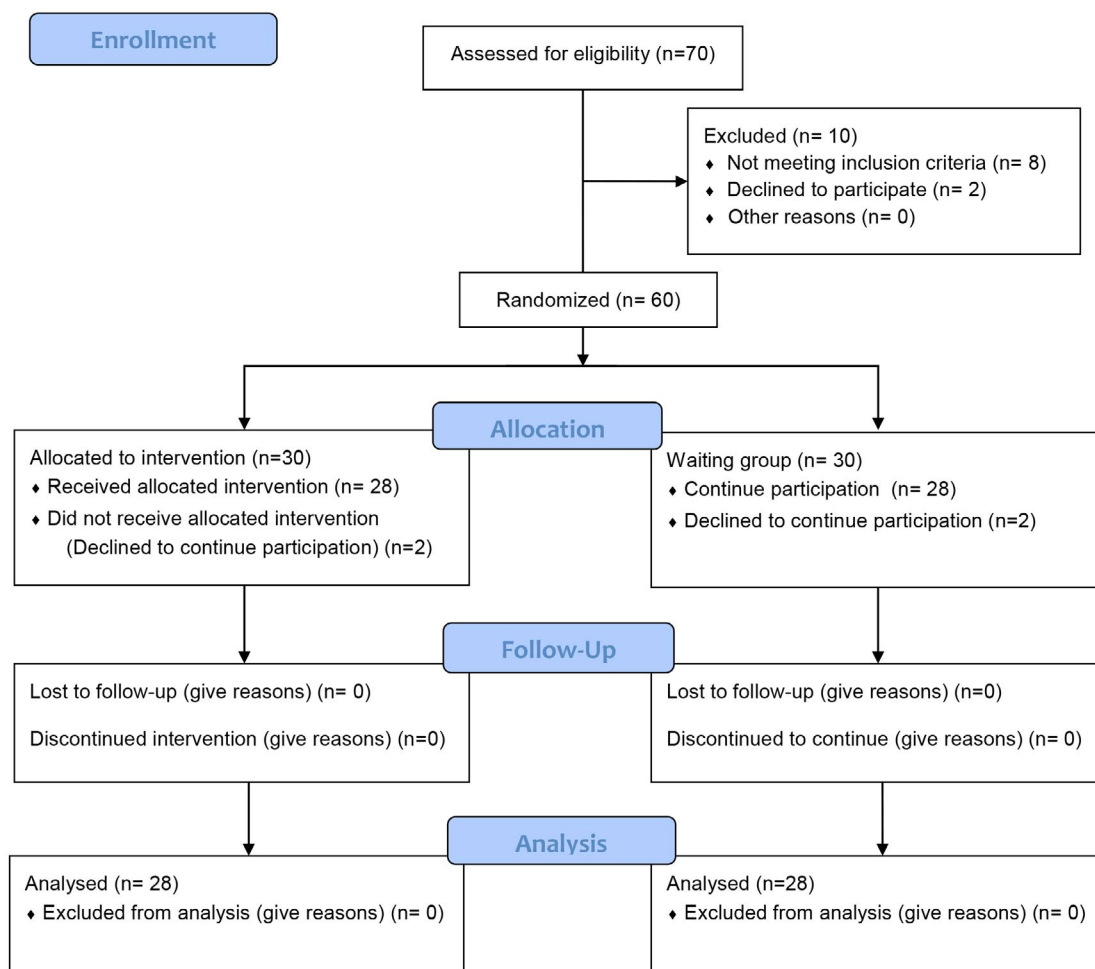 Enrollment
Assessed for eligibility (n=70)
Excluded (n= 10)
♦ Not meeting inclusion criteria (n= 8)
♦ Declined to participate (n= 2)
♦ Other reasons (n= 0)
Randomized (n= 60)
Allocation
Allocated to intervention (n=30)
♦ Received allocated intervention (n= 28)
♦ Did not receive allocated intervention
(Declined to continue participation) (n=2)
Waiting group (n= 30)
♦ Continue participation (n= 28)
♦ Declined to continue participation (n=2)
Follow-Up
Lost to follow-up (give reasons) (n= 0)
Discontinued intervention (give reasons) (n=0)
Lost to follow-up (give reasons) (n=0)
Discontinued to continue (give reasons) (n= 0)
Analysis
Analysed (n= 28)
♦ Excluded from analysis (give reasons) (n= 0)
Analysed (n=28)
♦ Excluded from analysis (give reasons) (n= 0)